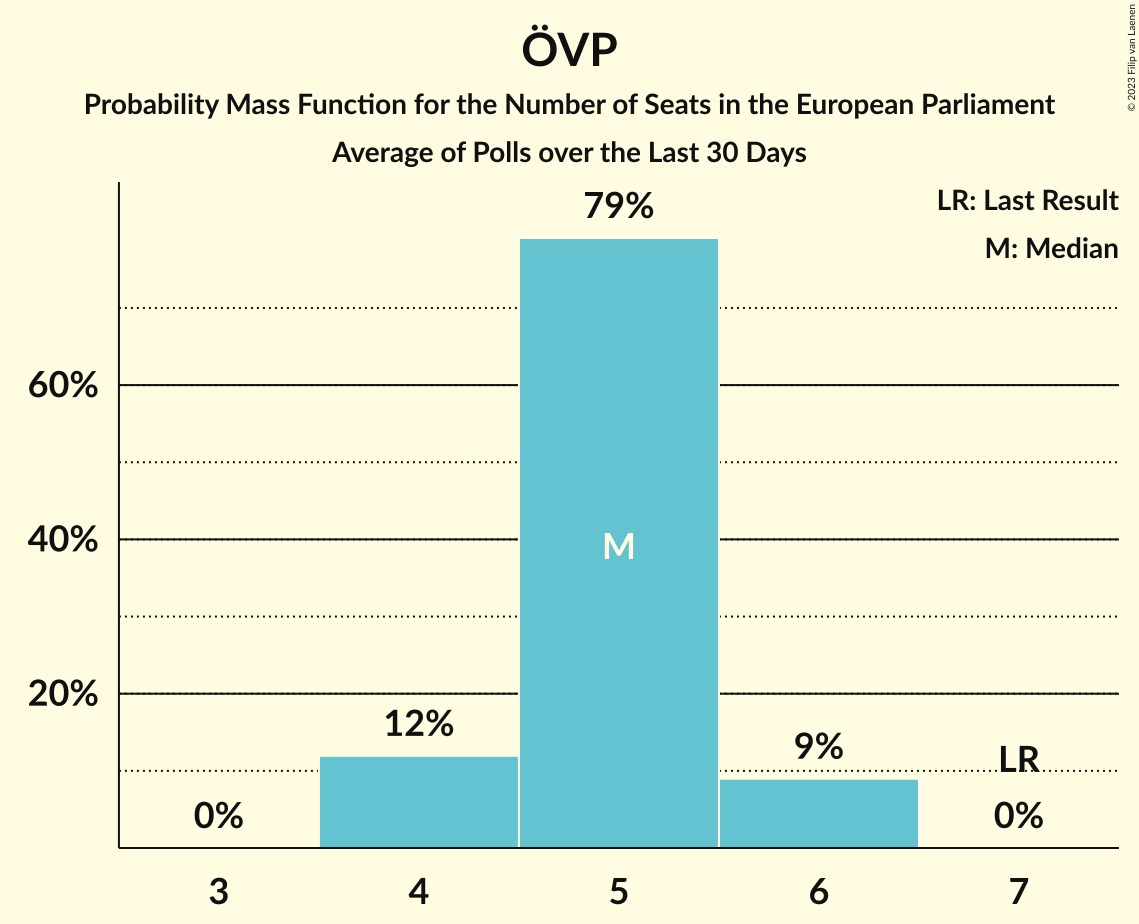 ÖVP
Probability Mass Function for the Number of Seats in the European Parliament
Average of Polls over the Last 30 Days
© 2023 Filip van Laenen
LR: Last Result
M: Median
79%
60%
40%
M
20%
12%
9%
LR
0%
0%
3 4 5 6 7